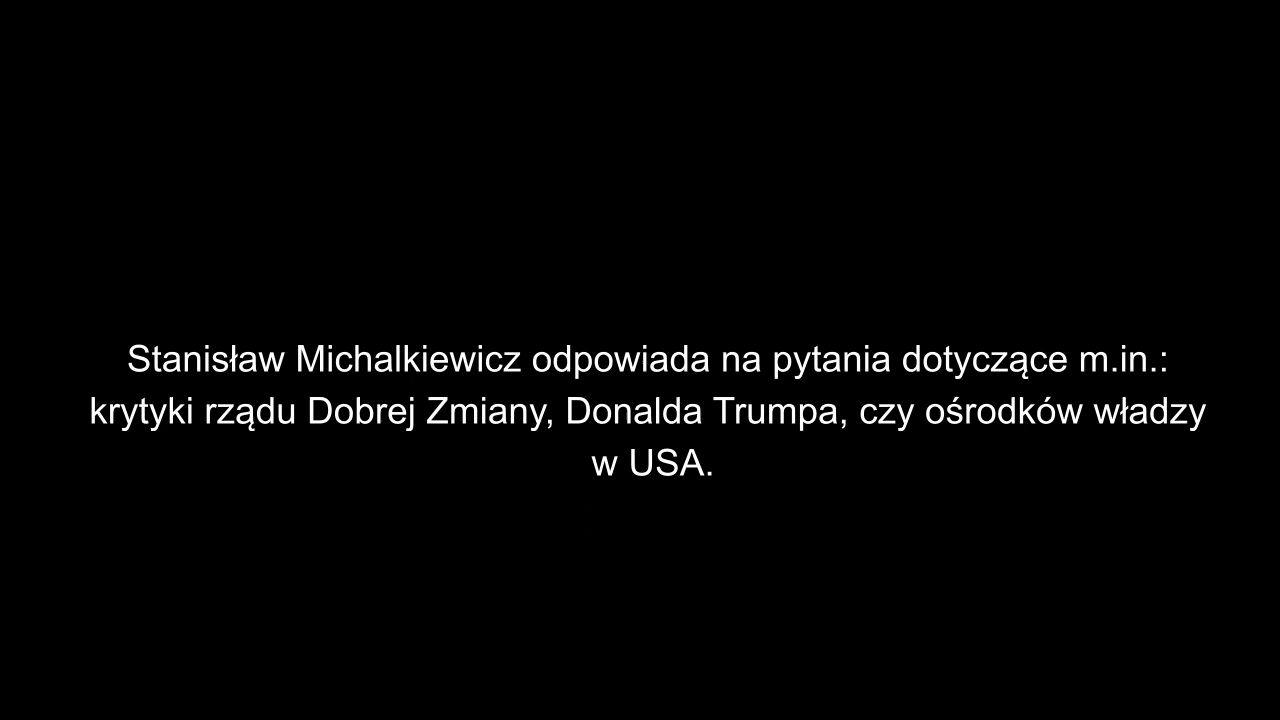 Stanisław Michalkiewicz odpowiada na pytania dotyczące m.in.:
krytyki rządu Dobrej Zmiany, Donalda Trumpa, czy ośrodków władzy
w USA.